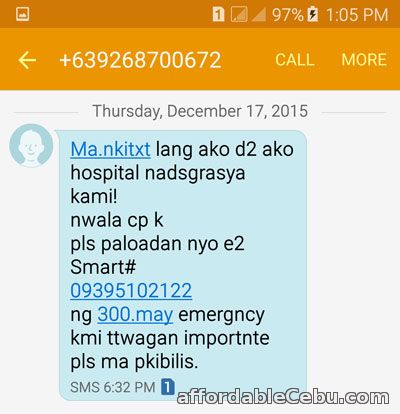 1 97% 1:05 PM
+639268700672 CALL MORE
Thursday, December 17, 2015
Ma.nkitxt lang ako d2 ako
hospital nadsgrasya
kami!
nwala cp k
pls paloadan nyo e2
Smart#
09395102122
ng 300.may emergncy
kmi ttwagan importnte
pls ma pkibilis.
SMS 6:32 PM 1
affordableCebu.com